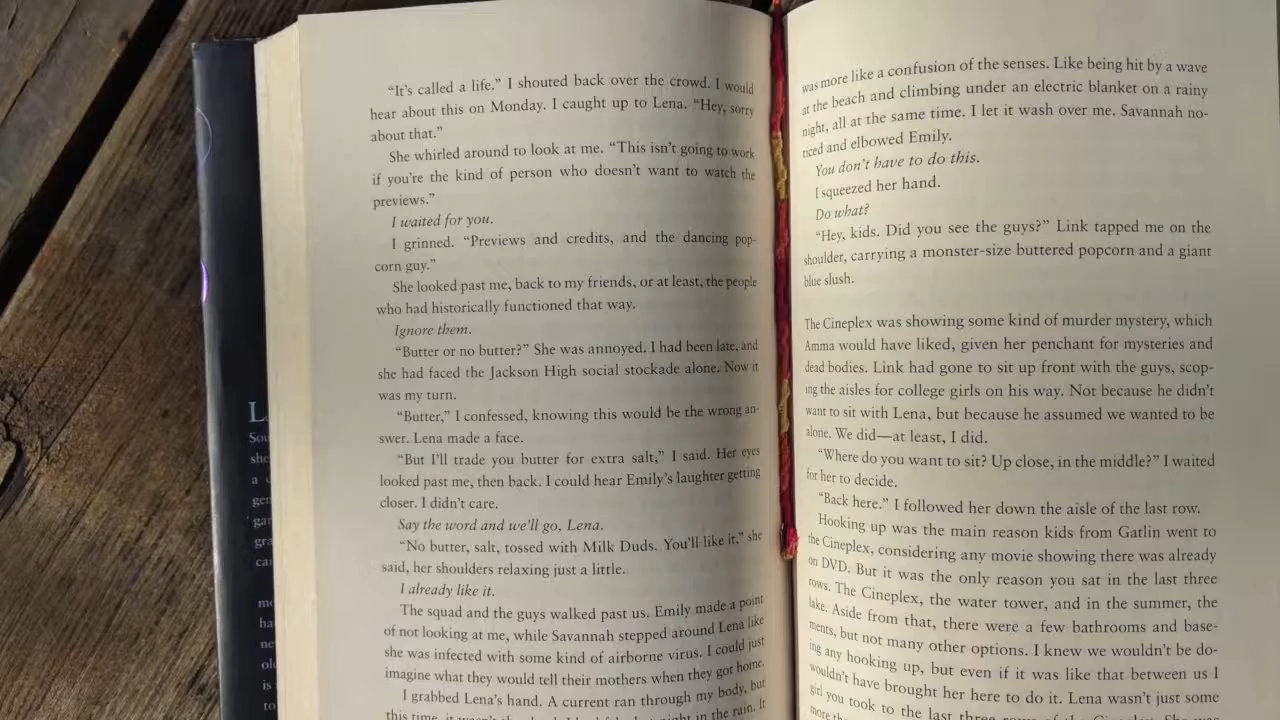 "It's called a life," I shouted back over the crowd. I would
hear about this on Monday. I caught up to Lena. "Hey, sorry
about that."
She whirled around to look at me. "This isn't going to work
if you're the kind of person who doesn't want to watch the
previews."
I waited for you.
I grinned. "Previews and credits, and the dancing pop-
corn guy."
She looked past me, back to my friends, or at least, the people
who had historically functioned that way.
Ignore them.
"Butter or no butter?" She was annoyed. I had been late, and
she had faced the Jackson High social stockade alone. Now it
was my turn.
"Butter," I confessed, knowing this would be the wrong an-
swer. Lena made a face.
"But I'll trade you butter for extra salt," I said. Her eyes
looked past me, then back. I could hear Emily's laughter getting
closer. I didn't care.
Say the word and we'll go, Lena.
"No butter, salt, tossed with Milk Duds. You'll like it," she
said, her shoulders relaxing just a little.
I already like it.
The squad and the guys walked past us. Emily made a point
of not looking at me, while Savannah stepped around Lena like
she was infected with some kind of airborne virus. I could just
imagine what they would tell their mothers when they got home.
I grabbed Lena's hand. A current ran through my body, but
this time, it wasn't the night in the rain. It
was more like a confusion of the senses. Like being hit by a wave
at the beach and climbing under an electric blanket on a rainy
night, all at the same time. I let it wash over me. Savannah no-
ticed and elbowed Emily.
You don't have to do this.
I squeezed her hand.
Do what?
"Hey, kids. Did you see the guys?" Link tapped me on the
shoulder, carrying a monster-size buttered popcorn and a giant
blue slush.
The Cineplex was showing some kind of murder mystery, which
Amma would have liked, given her penchant for mysteries and
dead bodies. Link had gone to sit up front with the guys, scop-
ing the aisles for college girls on his way. Not because he didn't
want to sit with Lena, but because he assumed we wanted to be
alone. We did—at least, I did.
"Where do you want to sit? Up close, in the middle?" I waited
for her to decide.
"Back here." I followed her down the aisle of the last row.
Hooking up was the main reason kids from Gatlin went to
the Cineplex, considering any movie showing there was already
on DVD. But it was the only reason you sat in the last three
rows. The Cineplex, the water tower, and in the summer, the
lake. Aside from that, there were a few bathrooms and base-
ments, but not many other options. I knew we wouldn't be do-
ing any hooking up, but even if it was like that between us I
wouldn't have brought her here to do it. Lena wasn't just some
girl you took to the last three rows of the Cineplex. She was
more